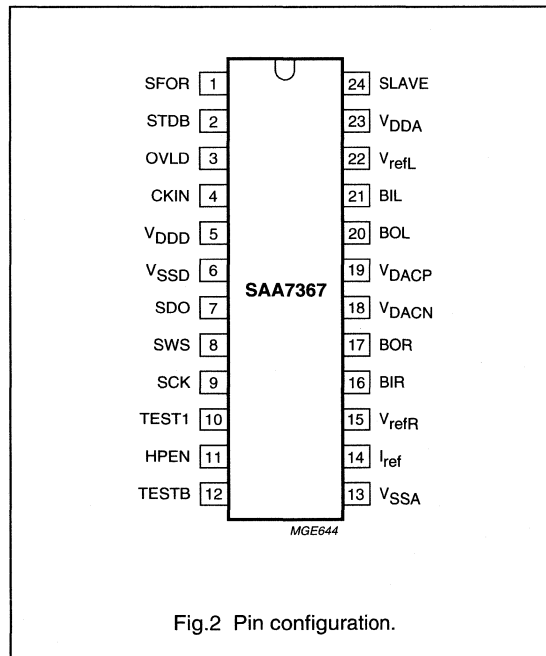 SFOR 1 24 SLAVE
STDB 2 23 VDDA
OVLD 3 22 VrefL
CKIN 4 21 BIL
VDDD 5 20 BOL
VSSD 6 19 VDACP
SAA7367
SDO 7 18 VDACN
SWS 8 17 BOR
SCK 9 16 BIR
TEST1 10 15 VrefR
HPEN 11 14 Iref
TESTB 12 13 VSSA
MGE644
Fig.2 Pin configuration.